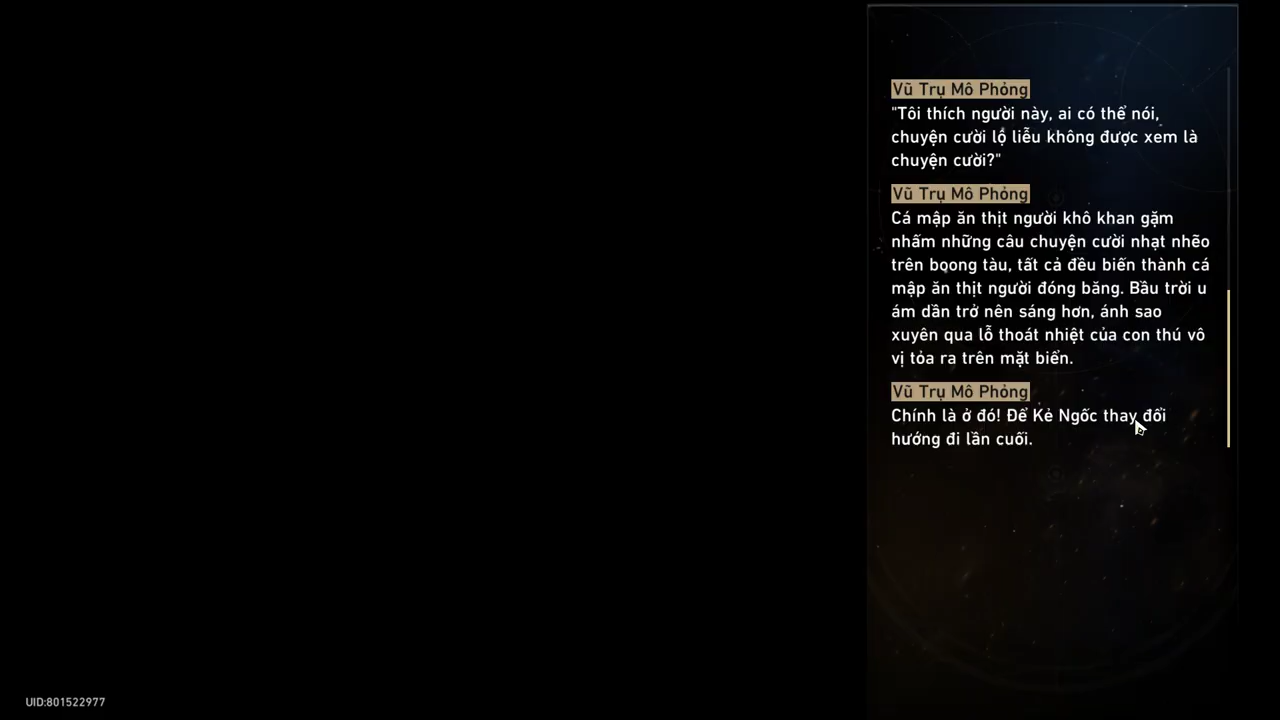 Vũ Trụ Mô Phỏng
"Tôi thích người này, ai có thể nói,
chuyện cười lộ liễu không được xem là
chuyện cười?"
Vũ Trụ Mô Phỏng
Cá mập ăn thịt người khô khan gặm
nhấm những câu chuyện cười nhạt nhẽo
trên boong tàu, tất cả đều biến thành cá
mập ăn thịt người đóng băng. Bầu trời u
ám dần trở nên sáng hơn, ánh sao
xuyên qua lỗ thoát nhiệt của con thú vô
vị tỏa ra trên mặt biển.
Vũ Trụ Mô Phỏng
Chính là ở đó! Để Kẻ Ngốc thay đổi
hướng đi lần cuối.
UID:801522977